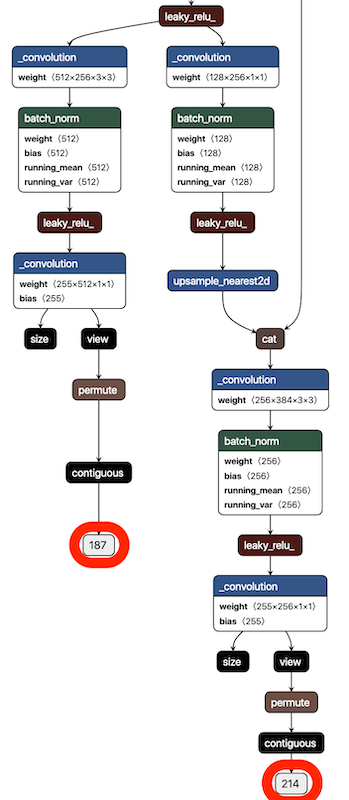 leaky_relu_
_convolution
weight ⟨512×256×3×3⟩
batch_norm
weight ⟨512⟩
bias ⟨512⟩
running_mean ⟨512⟩
running_var ⟨512⟩
leaky_relu_
_convolution
weight ⟨255×512×1×1⟩
bias ⟨255⟩
size
view
permute
contiguous
187
_convolution
weight ⟨128×256×1×1⟩
batch_norm
weight ⟨128⟩
bias ⟨128⟩
running_mean ⟨128⟩
running_var ⟨128⟩
leaky_relu_
upsample_nearest2d
cat
_convolution
weight ⟨256×384×3×3⟩
batch_norm
weight ⟨256⟩
bias ⟨256⟩
running_mean ⟨256⟩
running_var ⟨256⟩
leaky_relu_
_convolution
weight ⟨255×256×1×1⟩
bias ⟨255⟩
size
view
permute
contiguous
214